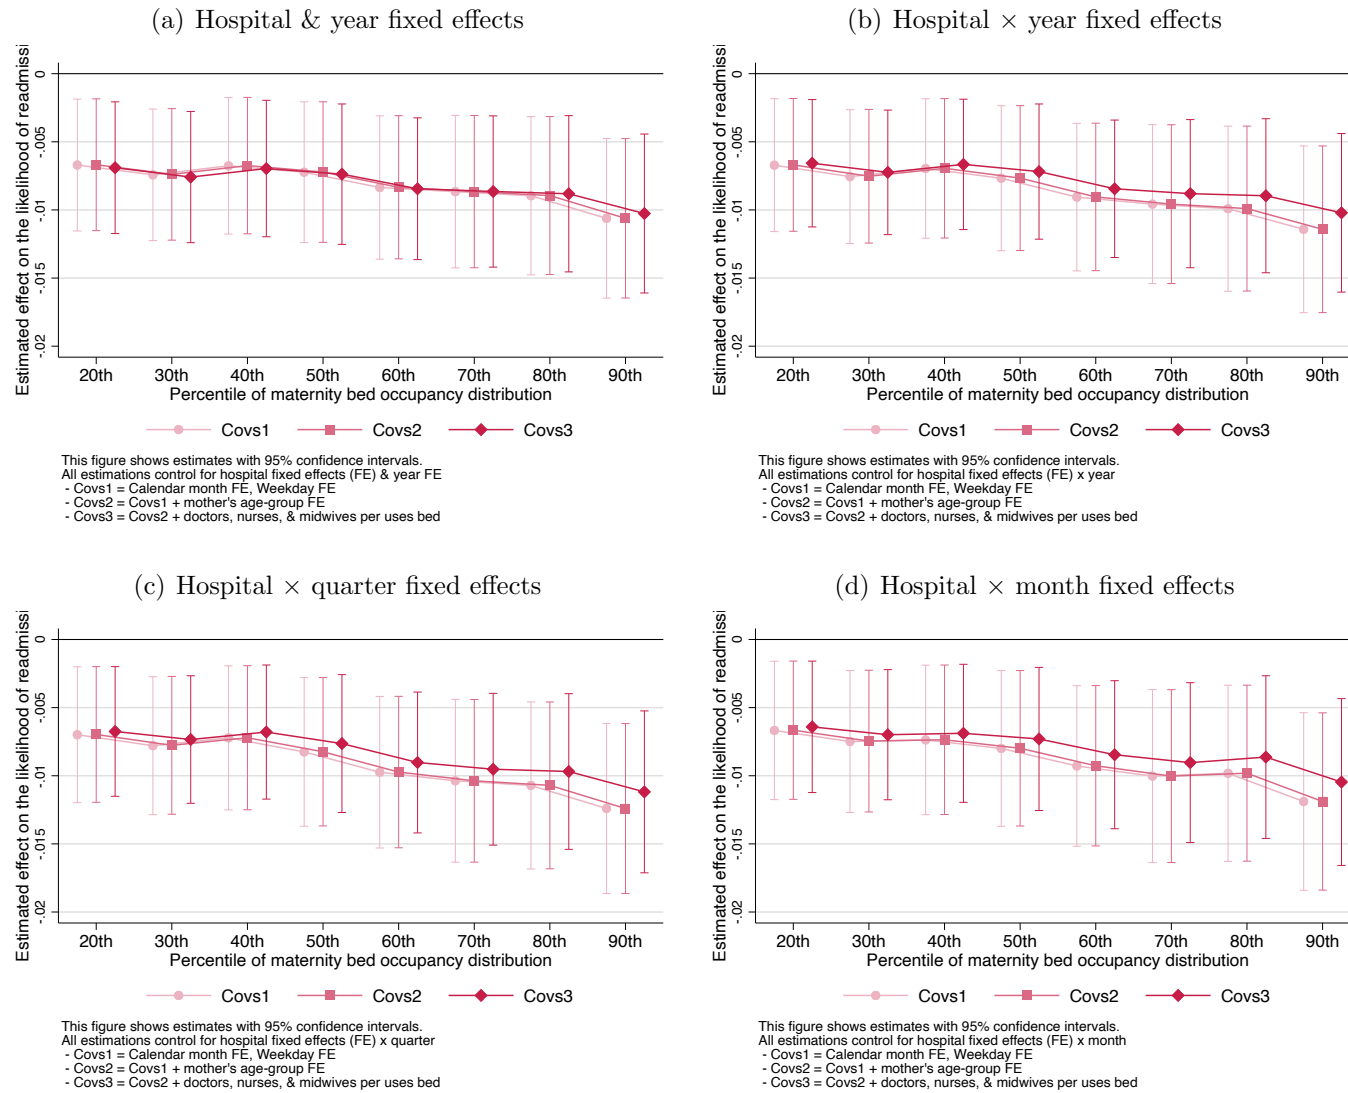 (a) Hospital & year fixed effects
Estimated effect on the likelihood of readmissi
0
-.005
-.01
-.015
-.02
20th 30th 40th 50th 60th 70th 80th 90th
Percentile of maternity bed occupancy distribution
Covs1 Covs2 Covs3
This figure shows estimates with 95% confidence intervals.
All estimations control for hospital fixed effects (FE) & year FE
- Covs1 = Calendar month FE, Weekday FE
- Covs2 = Covs1 + mother's age-group FE
- Covs3 = Covs2 + doctors, nurses, & midwives per uses bed
(b) Hospital × year fixed effects
Estimated effect on the likelihood of readmissi
0
-.005
-.01
-.015
-.02
20th 30th 40th 50th 60th 70th 80th 90th
Percentile of maternity bed occupancy distribution
Covs1 Covs2 Covs3
This figure shows estimates with 95% confidence intervals.
All estimations control for hospital fixed effects (FE) x year
- Covs1 = Calendar month FE, Weekday FE
- Covs2 = Covs1 + mother's age-group FE
- Covs3 = Covs2 + doctors, nurses, & midwives per uses bed
(c) Hospital × quarter fixed effects
Estimated effect on the likelihood of readmissi
0
-.005
-.01
-.015
-.02
20th 30th 40th 50th 60th 70th 80th 90th
Percentile of maternity bed occupancy distribution
Covs1 Covs2 Covs3
This figure shows estimates with 95% confidence intervals.
All estimations control for hospital fixed effects (FE) x quarter
- Covs1 = Calendar month FE, Weekday FE
- Covs2 = Covs1 + mother's age-group FE
- Covs3 = Covs2 + doctors, nurses, & midwives per uses bed
(d) Hospital × month fixed effects
Estimated effect on the likelihood of readmissi
0
-.005
-.01
-.015
-.02
20th 30th 40th 50th 60th 70th 80th 90th
Percentile of maternity bed occupancy distribution
Covs1 Covs2 Covs3
This figure shows estimates with 95% confidence intervals.
All estimations control for hospital fixed effects (FE) x month
- Covs1 = Calendar month FE, Weekday FE
- Covs2 = Covs1 + mother's age-group FE
- Covs3 = Covs2 + doctors, nurses, & midwives per uses bed